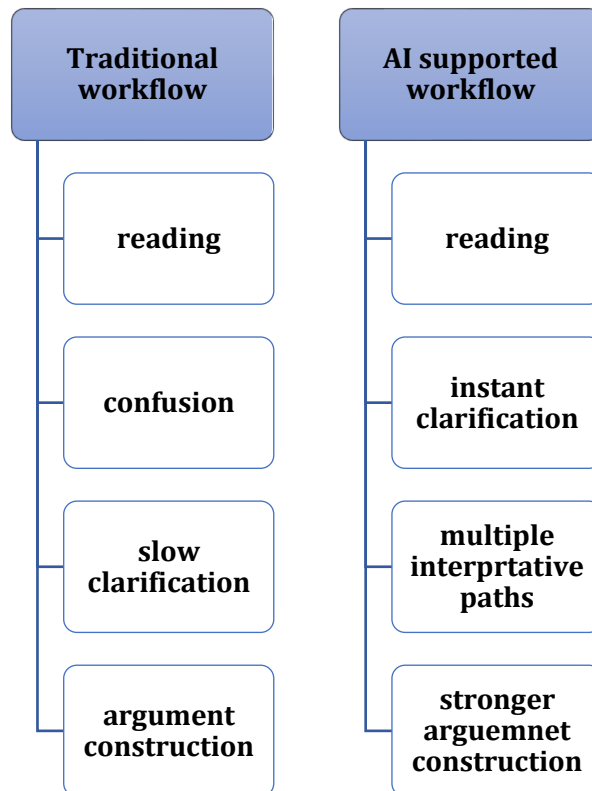 Traditional
workflow
reading
confusion
slow
clarification
argument
construction
AI supported
workflow
reading
instant
clarification
multiple
interprtative
paths
stronger
arguemnet
construction